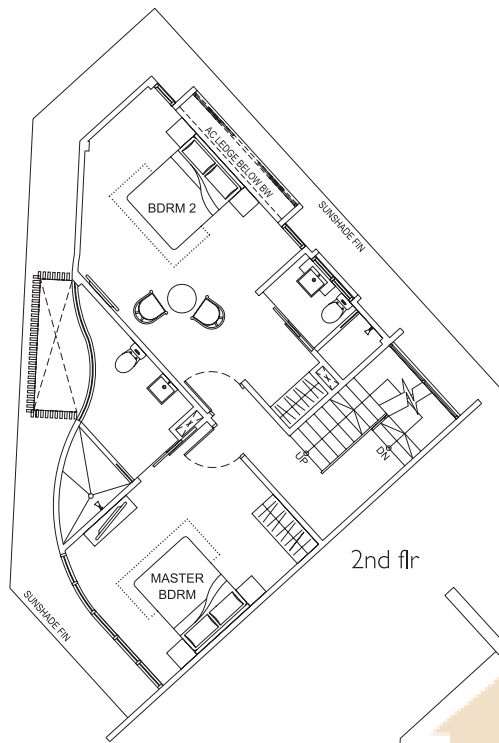 AC LEDGE BELOW BW
BDRM 2
SUNSHADE FIN
UP
DN
2nd flr
MASTER
BDRM
SUNSHADE FIN